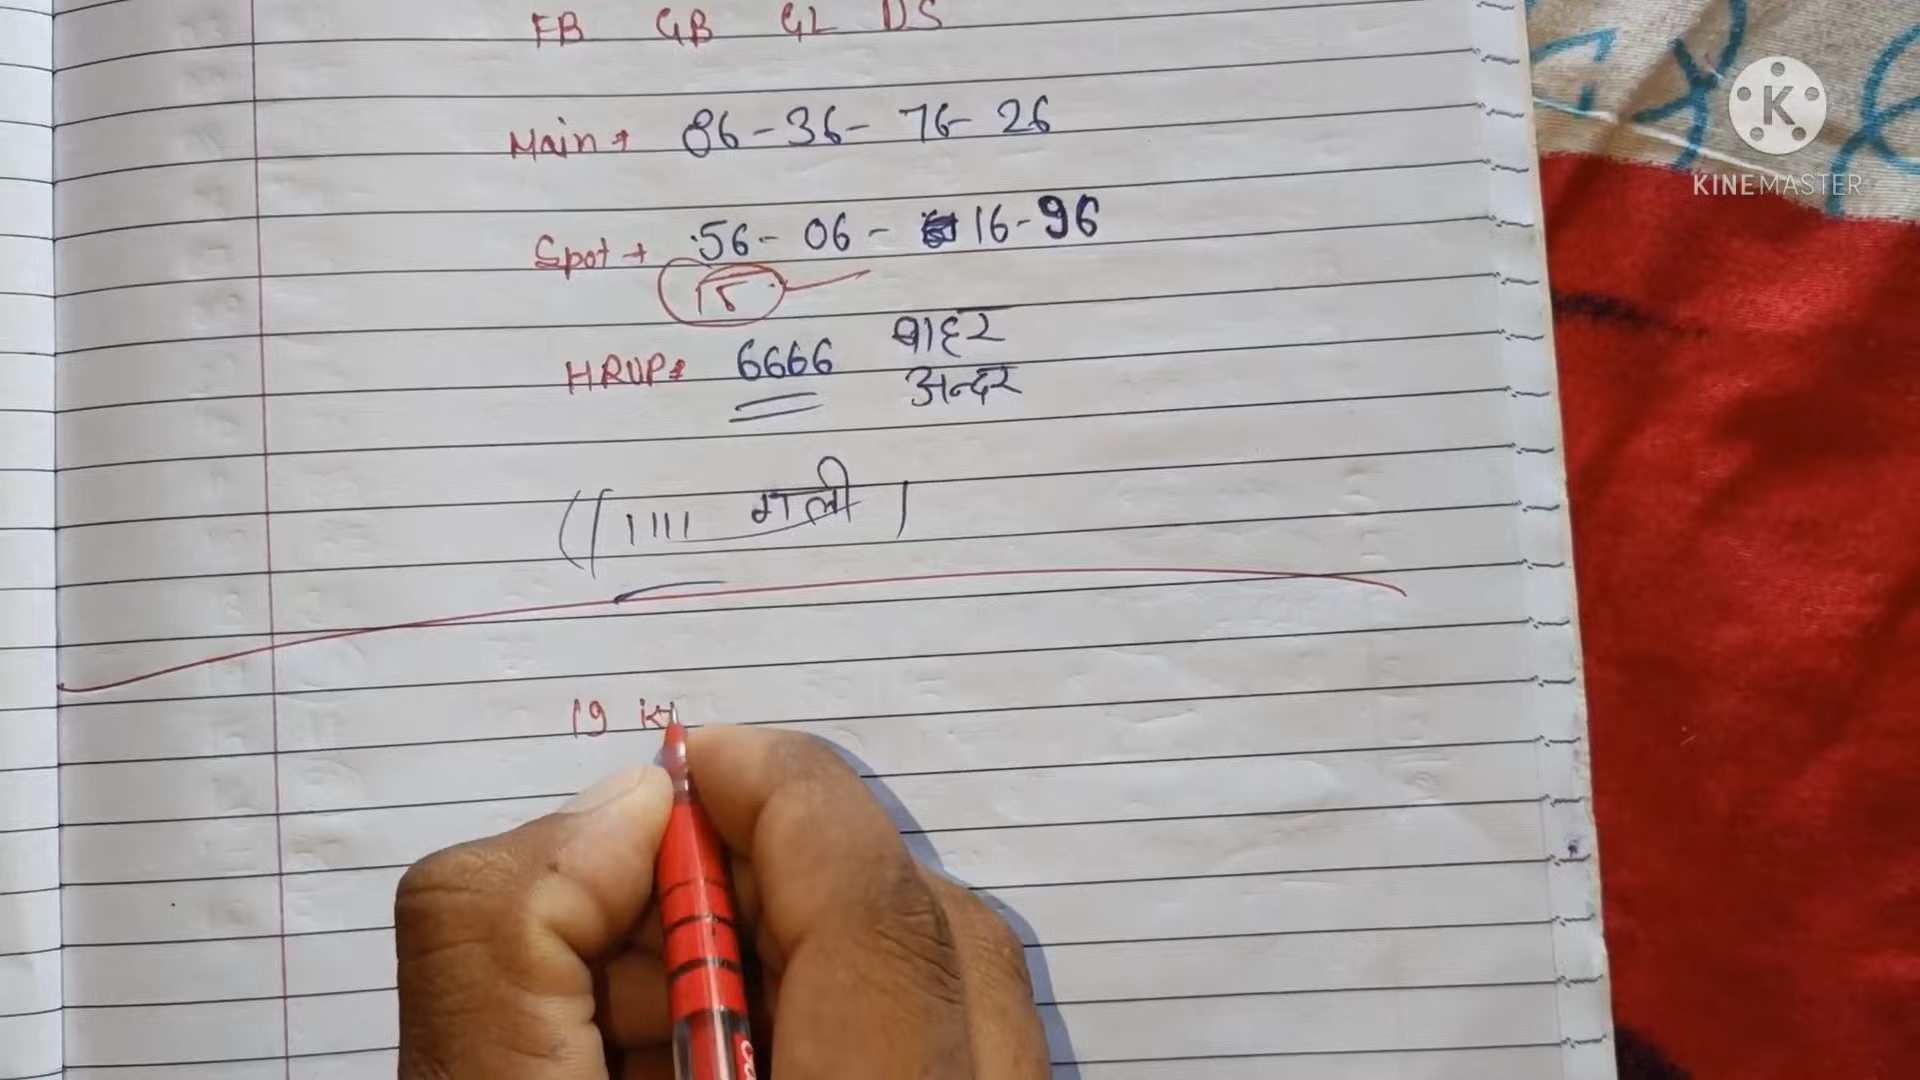 FB GB GL DS
Main → 86 - 36 - 76 - 26
Spot → 56 - 06 - 16 - 96
15
HRUP 6666 बाहर
अन्दर
1111 गली
19
K
KINEMASTER